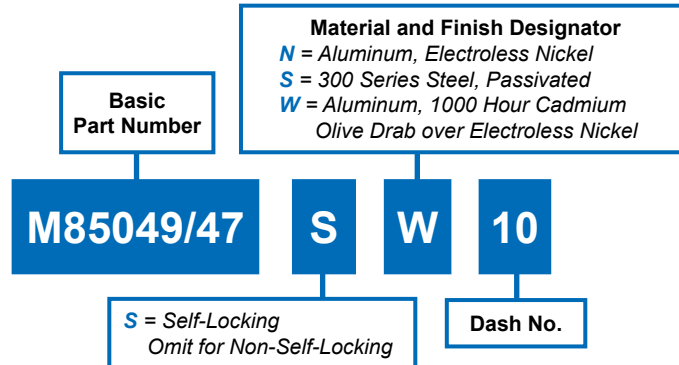 Material and Finish Designator
N = Aluminum, Electroless Nickel
S = 300 Series Steel, Passivated
W = Aluminum, 1000 Hour Cadmium
Olive Drab over Electroless Nickel
Basic
Part Number
M85049/47 S W 10
S = Self-Locking
Omit for Non-Self-Locking
Dash No.